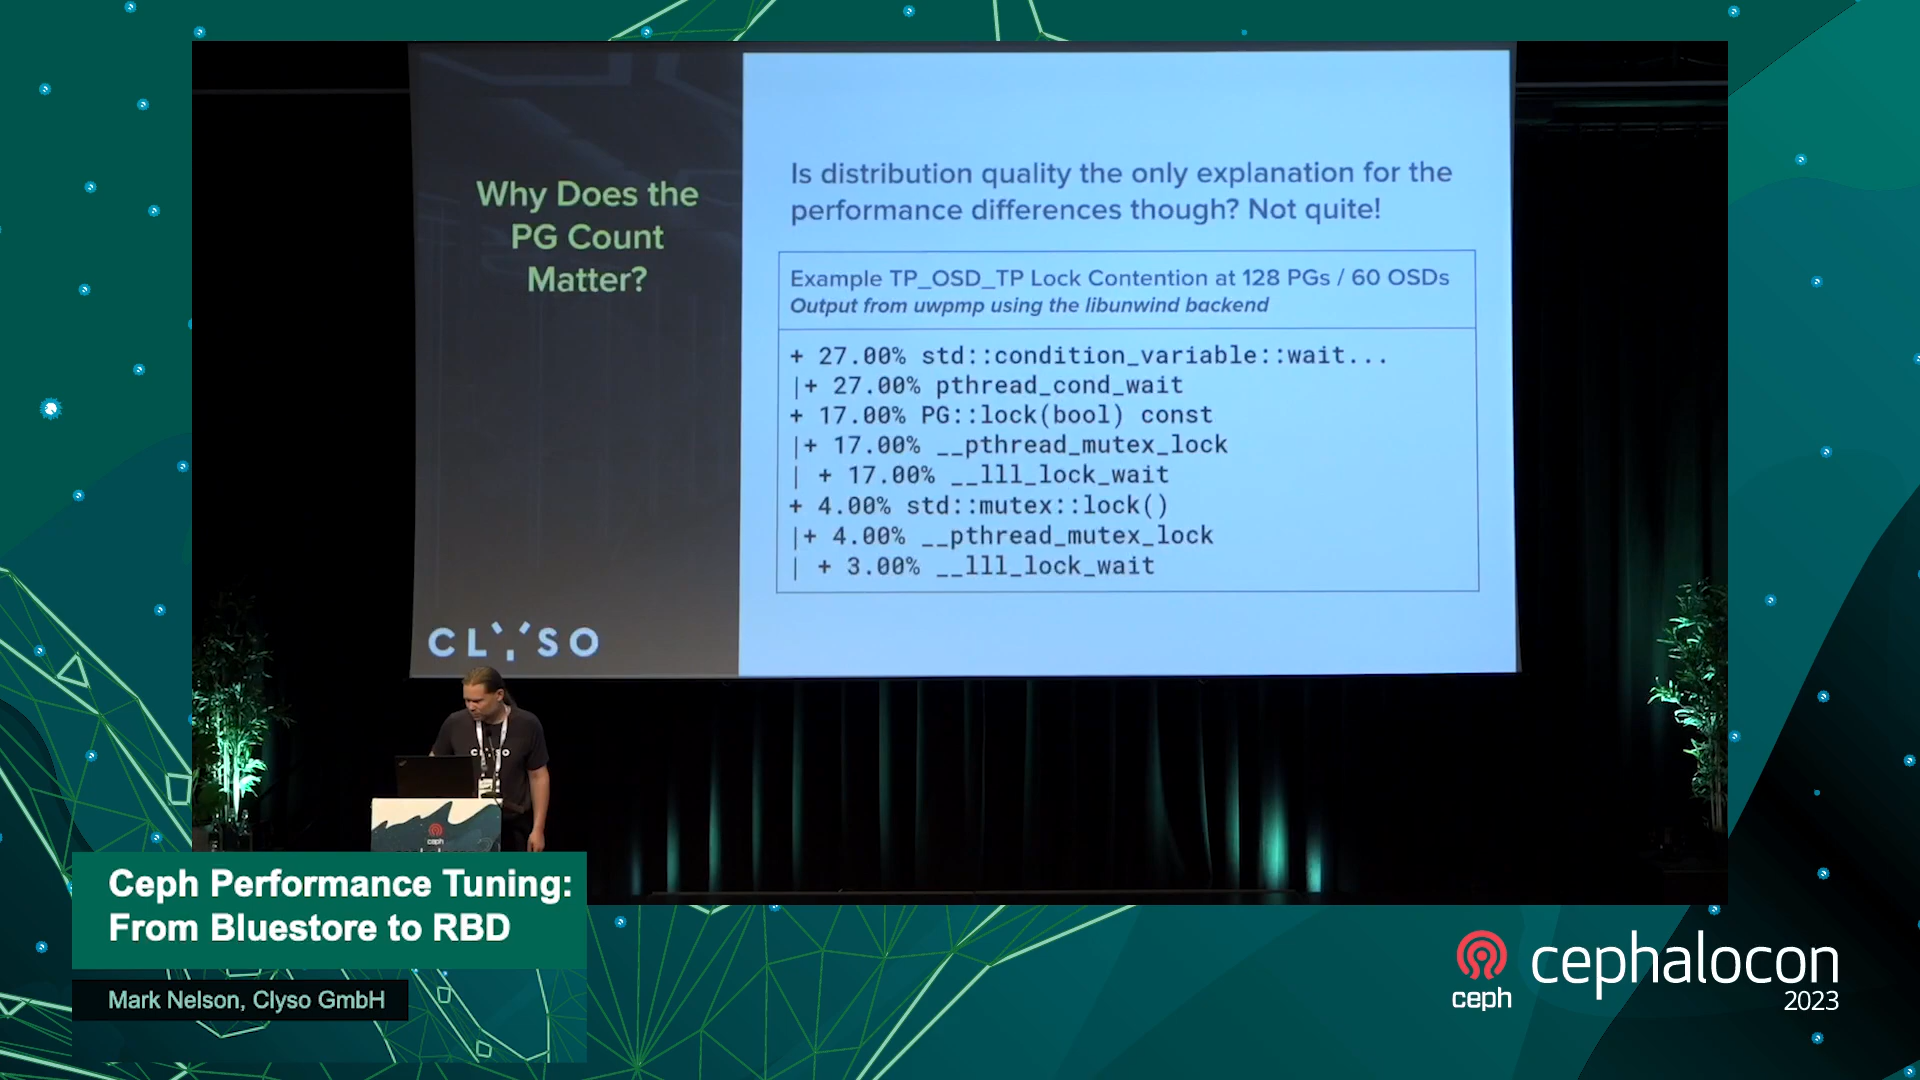 Why Does the
PG Count
Matter?
Is distribution quality the only explanation for the
performance differences though? Not quite!
Example TP_OSD_TP Lock Contention at 128 PGs / 60 OSDs
Output from uwpmp using the libunwind backend
+ 27.00% std::condition_variable::wait...
|+ 27.00% pthread_cond_wait
+ 17.00% PG::lock(bool) const
|+ 17.00% __pthread_mutex_lock
| + 17.00% __lll_lock_wait
+ 4.00% std::mutex::lock()
|+ 4.00% __pthread_mutex_lock
| + 3.00% __lll_lock_wait
CLYSO
CLYSO
ceph
Ceph Performance Tuning:
From Bluestore to RBD
Mark Nelson, Clyso GmbH
ceph
cephalocon
2023